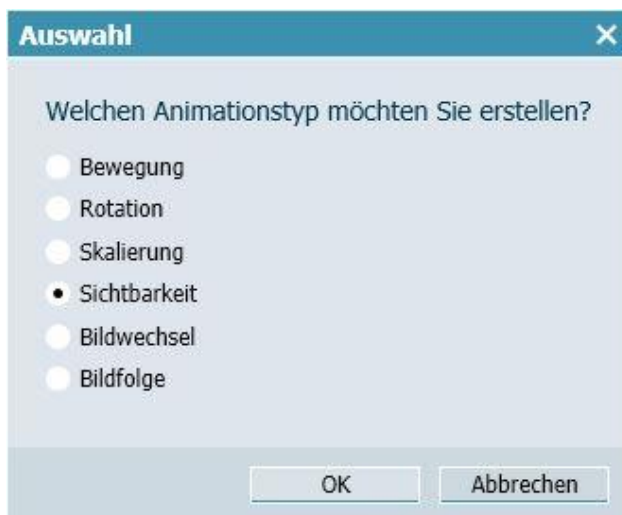 Auswahl
Welchen Animationstyp möchten Sie erstellen?
Bewegung
Rotation
Skalierung
Sichtbarkeit
Bildwechsel
Bildfolge
OK Abbrechen